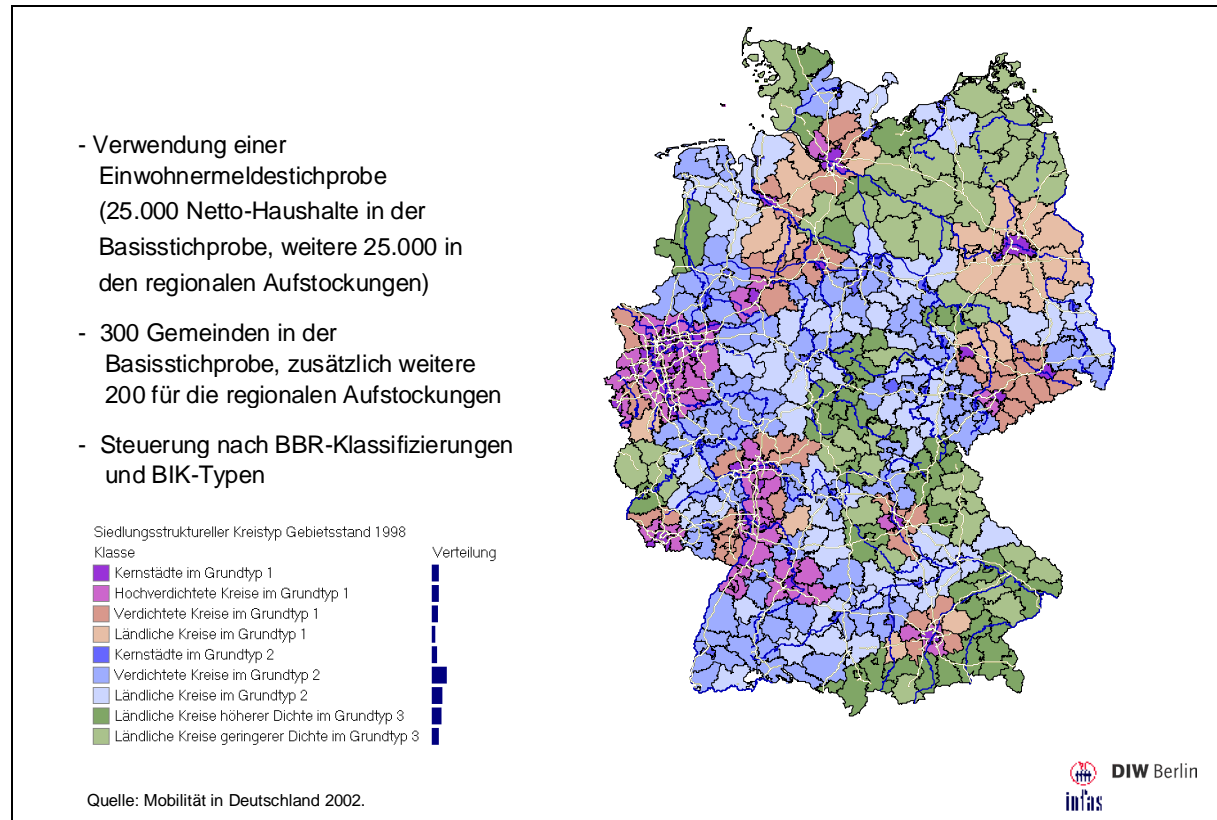 - Verwendung einer
Einwohnermeldestichprobe
(25.000 Netto-Haushalte in der
Basisstichprobe, weitere 25.000 in
den regionalen Aufstockungen)
- 300 Gemeinden in der
Basisstichprobe, zusätzlich weitere
200 für die regionalen Aufstockungen
- Steuerung nach BBR-Klassifizierungen
und BIK-Typen
Siedlungsstruktureller Kreistyp Gebietsstand 1998
Klasse Verteilung
Kernstädte im Grundtyp 1
Hochverdichtete Kreise im Grundtyp 1
Verdichtete Kreise im Grundtyp 1
Ländliche Kreise im Grundtyp 1
Kernstädte im Grundtyp 2
Verdichtete Kreise im Grundtyp 2
Ländliche Kreise im Grundtyp 2
Ländliche Kreise höherer Dichte im Grundtyp 3
Ländliche Kreise geringerer Dichte im Grundtyp 3
Quelle: Mobilität in Deutschland 2002.
DIW Berlin
infas